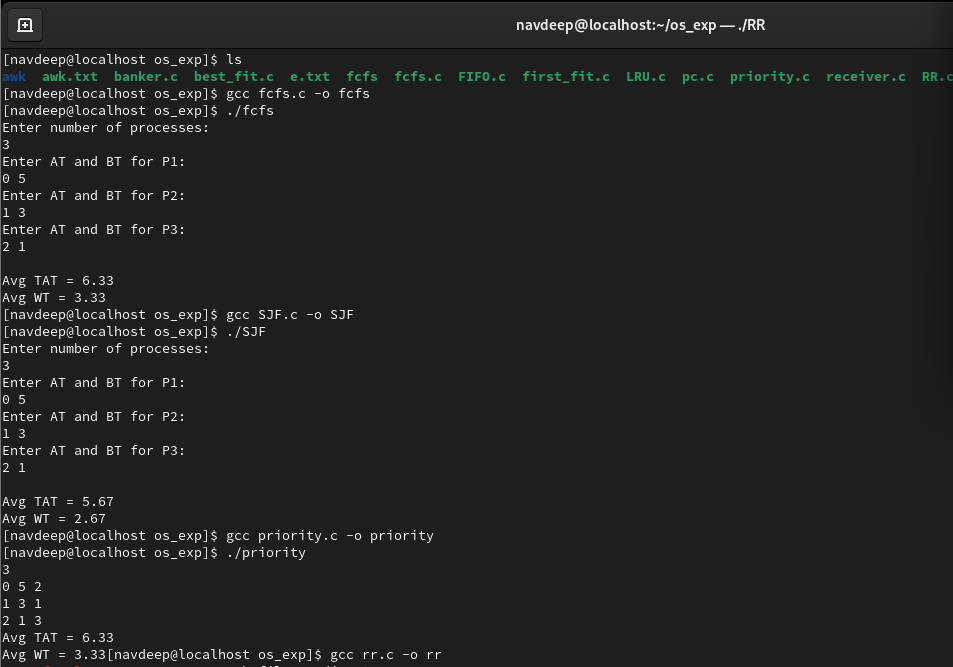 navdeep@localhost:~/os_exp — ./RR
[navdeep@localhost os_exp]$ ls
awk awk.txt banker.c best_fit.c e.txt fcfs fcfs.c FIFO.c first_fit.c LRU.c pc.c priority.c receiver.c RR.c
[navdeep@localhost os_exp]$ gcc fcfs.c -o fcfs
[navdeep@localhost os_exp]$ ./fcfs
Enter number of processes:
3
Enter AT and BT for P1:
0 5
Enter AT and BT for P2:
1 3
Enter AT and BT for P3:
2 1
Avg TAT = 6.33
Avg WT = 3.33
[navdeep@localhost os_exp]$ gcc SJF.c -o SJF
[navdeep@localhost os_exp]$ ./SJF
Enter number of processes:
3
Enter AT and BT for P1:
0 5
Enter AT and BT for P2:
1 3
Enter AT and BT for P3:
2 1
Avg TAT = 5.67
Avg WT = 2.67
[navdeep@localhost os_exp]$ gcc priority.c -o priority
[navdeep@localhost os_exp]$ ./priority
3
0 5 2
1 3 1
2 1 3
Avg TAT = 6.33
Avg WT = 3.33[navdeep@localhost os_exp]$ gcc rr.c -o rr